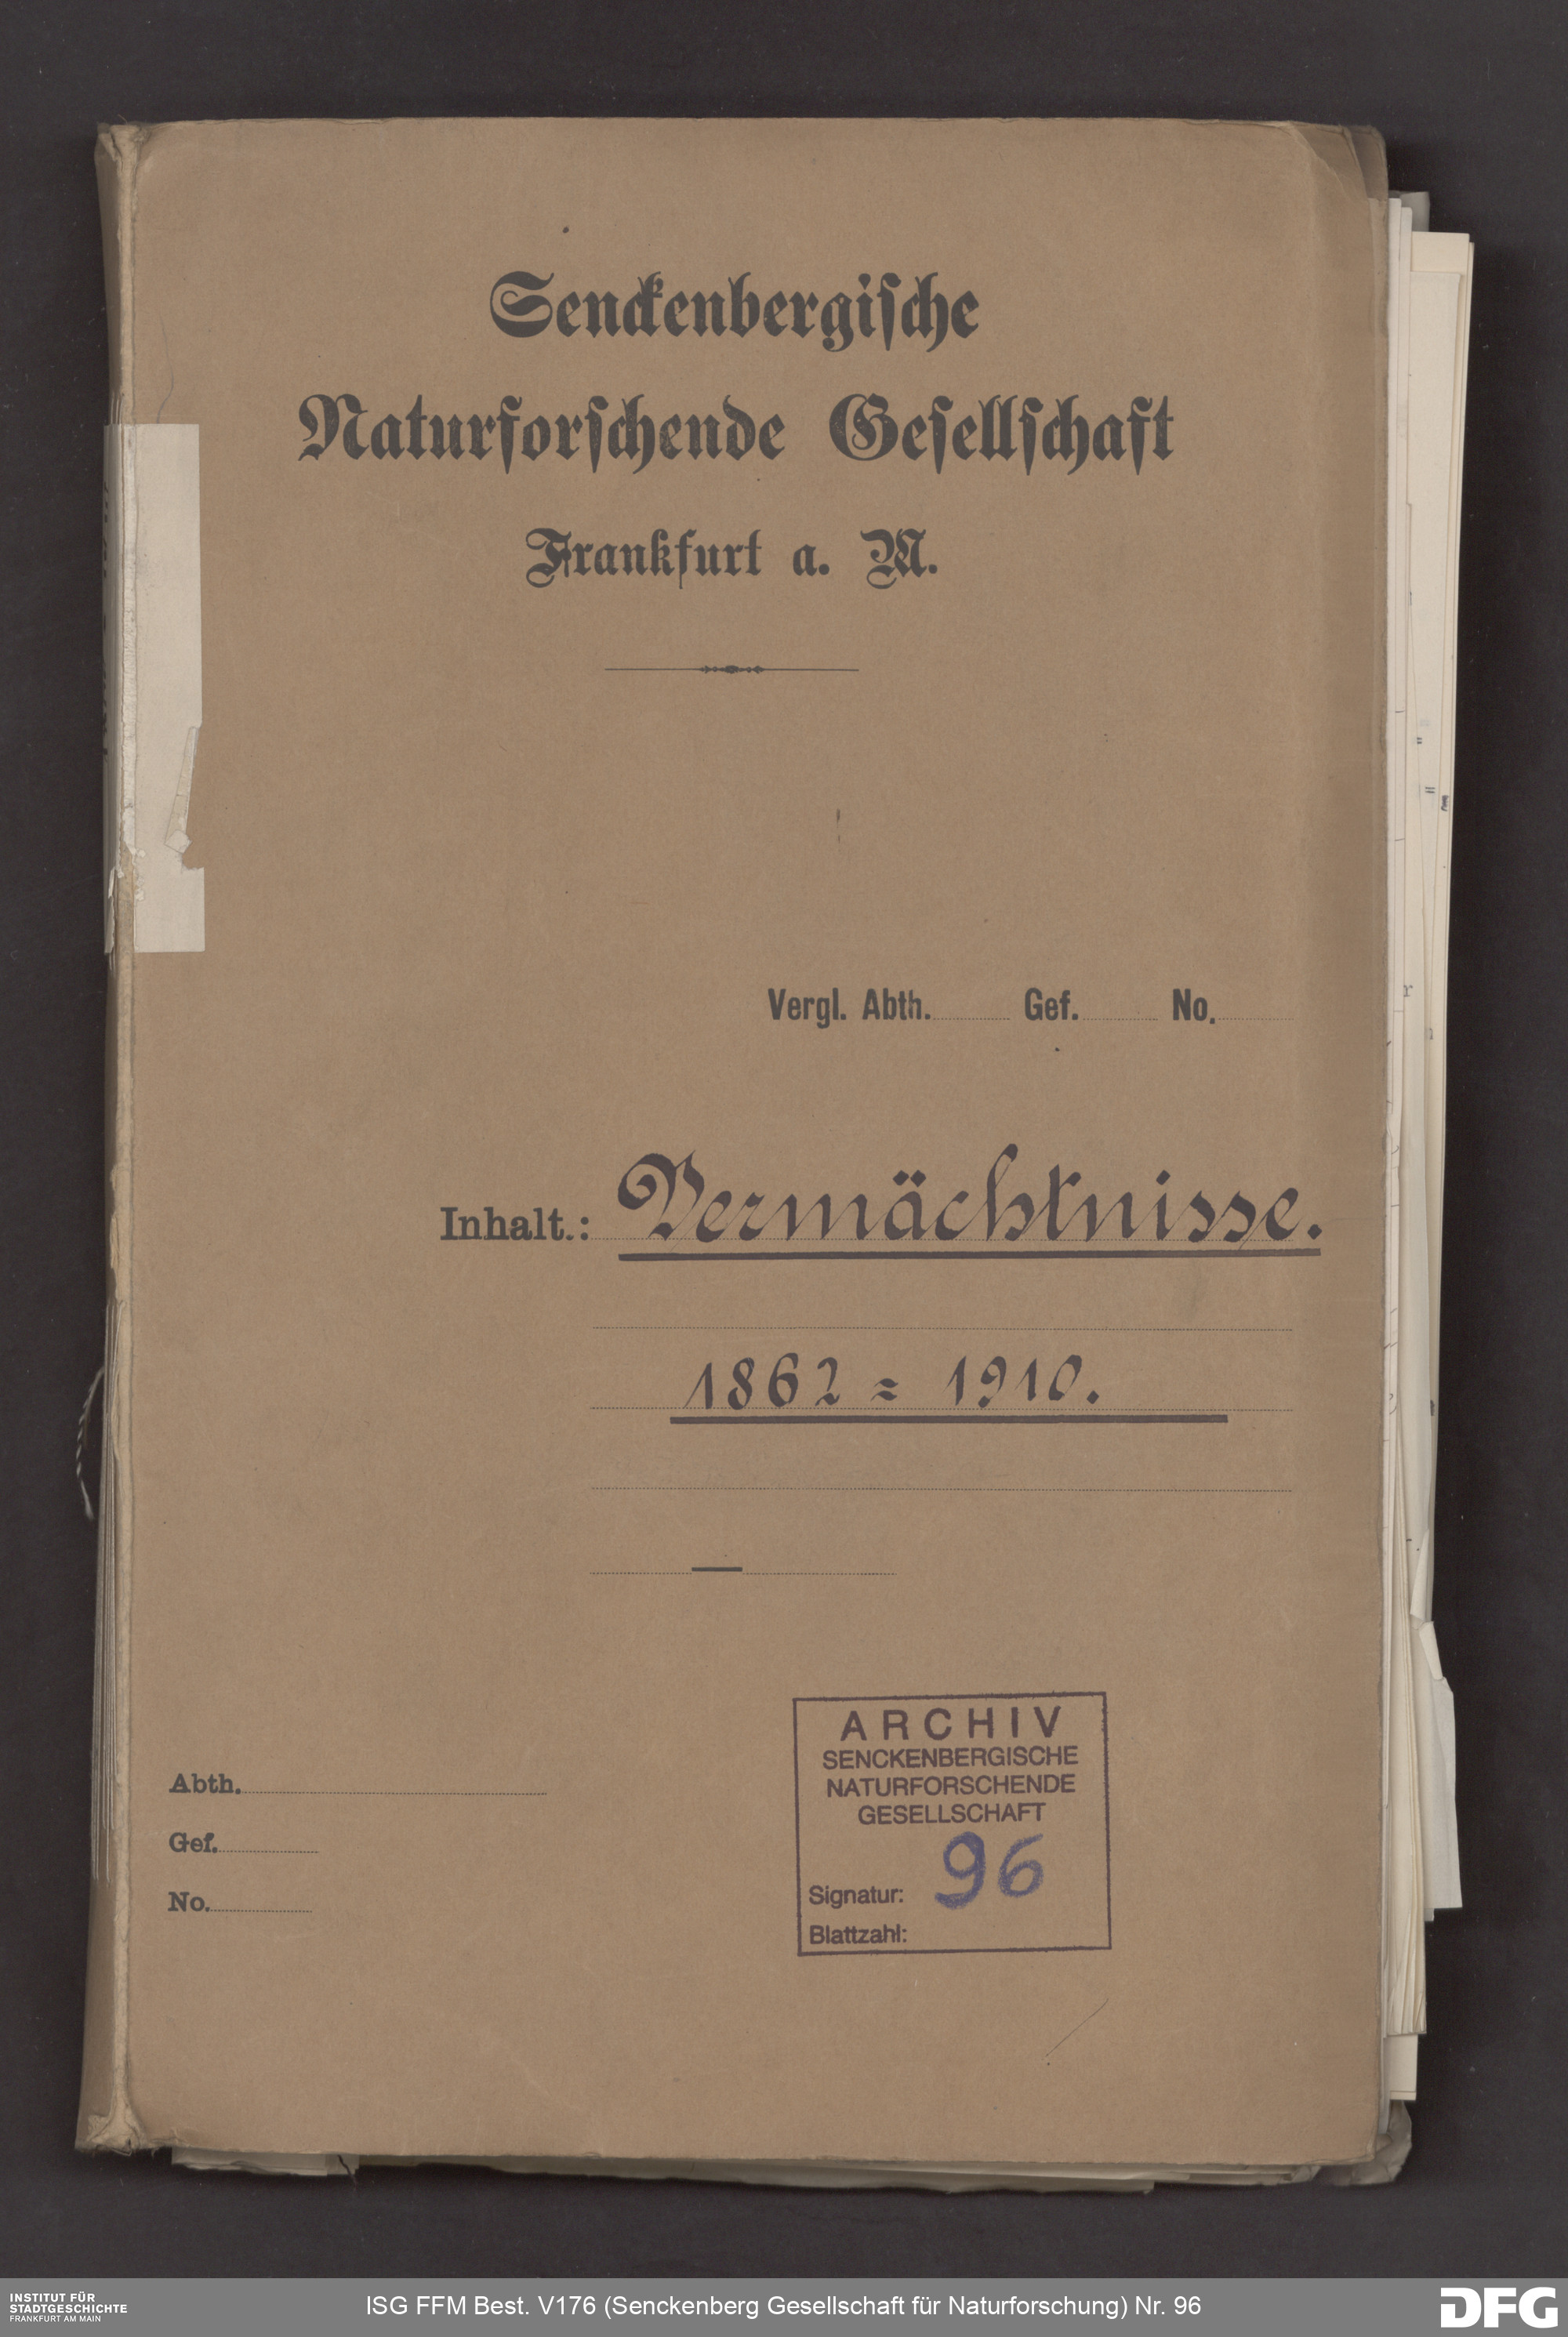 Senckenbergische
Naturforschende Gesellschaft
Frankfurt a. M.
Vergl. Abth. Gef. No.
Inhalt.: Vermächtnisse.
1862 = 1910.
Abth.
Gef.
No.
ARCHIV
SENCKENBERGISCHE
NATURFORSCHENDE
GESELLSCHAFT
Signatur: 96
Blattzahl:
INSTITUT FÜR
STADTGESCHICHTE
FRANKFURT AM MAIN
ISG FFM Best. V176 (Senckenberg Gesellschaft für Naturforschung) Nr. 96
DFG